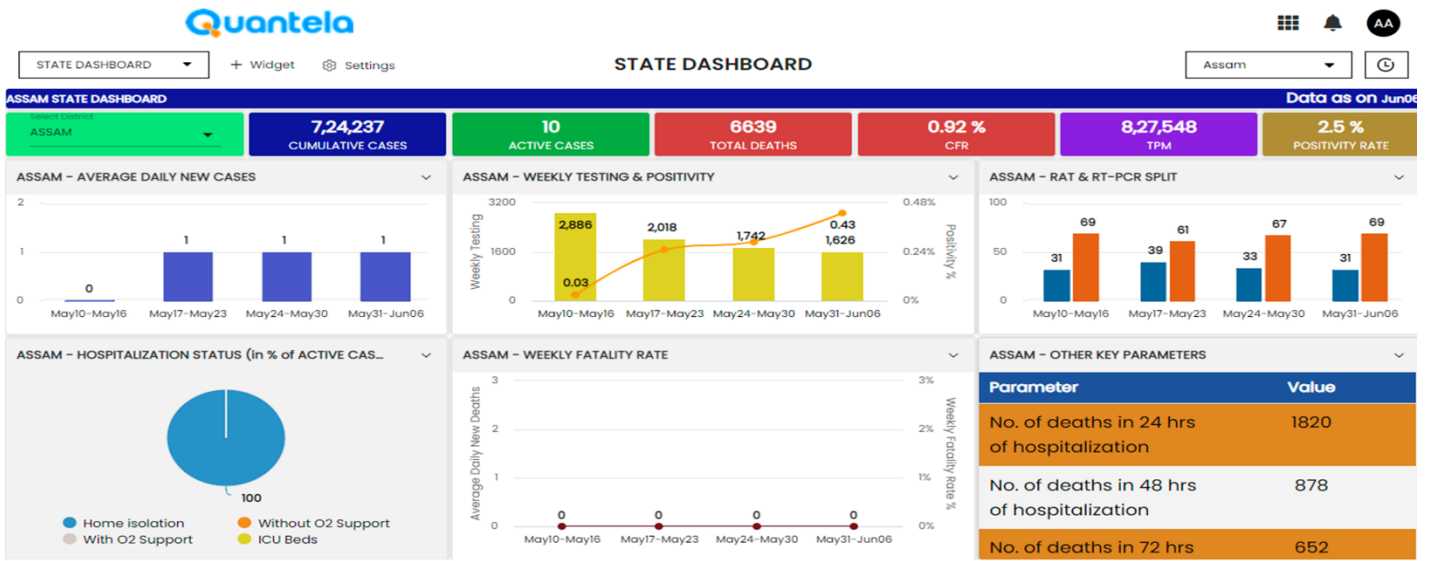 Quantela
AA
STATE DASHBOARD
+ Widget
Settings
STATE DASHBOARD
Assam
ASSAM STATE DASHBOARD
Data as on Jun06
Select District
ASSAM
7,24,237
CUMULATIVE CASES
10
ACTIVE CASES
6639
TOTAL DEATHS
0.92 %
CFR
8,27,548
TPM
2.5 %
POSITIVITY RATE
ASSAM - AVERAGE DAILY NEW CASES
2
1
0
0
1
1
1
May10-May16 May17-May23 May24-May30 May31-Jun06
ASSAM - WEEKLY TESTING & POSITIVITY
Weekly Testing
3200
1600
0
2,886
2,018
1,742
0.43
1,626
0.03
0.48%
0.24%
0%
Positivity %
May10-May16 May17-May23 May24-May30 May31-Jun06
ASSAM - RAT & RT-PCR SPLIT
100
50
0
31
69
39
61
33
67
31
69
May10-May16 May17-May23 May24-May30 May31-Jun06
ASSAM - HOSPITALIZATION STATUS (in % of ACTIVE CAS...
100
Home isolation
Without O2 Support
With O2 Support
ICU Beds
ASSAM - WEEKLY FATALITY RATE
Average Daily New Deaths
3
2
1
0
0
0
0
0
3%
2%
1%
0%
Weekly Fatality Rate %
May10-May16 May17-May23 May24-May30 May31-Jun06
ASSAM - OTHER KEY PARAMETERS
Parameter Value
No. of deaths in 24 hrs 1820
of hospitalization
No. of deaths in 48 hrs 878
of hospitalization
No. of deaths in 72 hrs 652